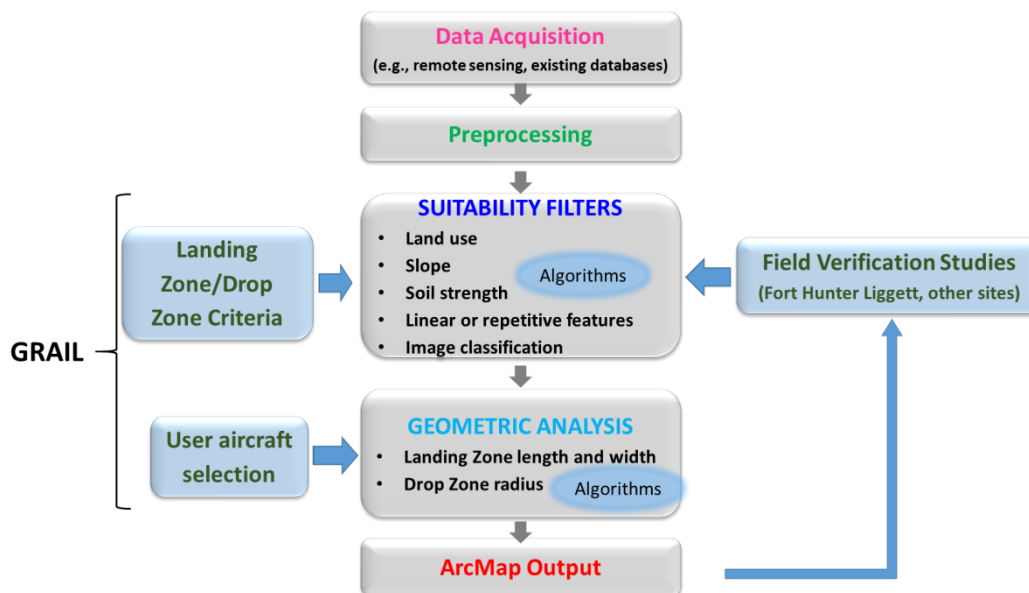 Data Acquisition
(e.g., remote sensing, existing databases)
Preprocessing
SUITABILITY FILTERS
• Land use
• Slope
• Soil strength
• Linear or repetitive features
• Image classification
Algorithms
Landing
Zone/Drop
Zone Criteria
Field Verification Studies
(Fort Hunter Liggett, other sites)
GRAIL
User aircraft
selection
GEOMETRIC ANALYSIS
• Landing Zone length and width
• Drop Zone radius
Algorithms
ArcMap Output